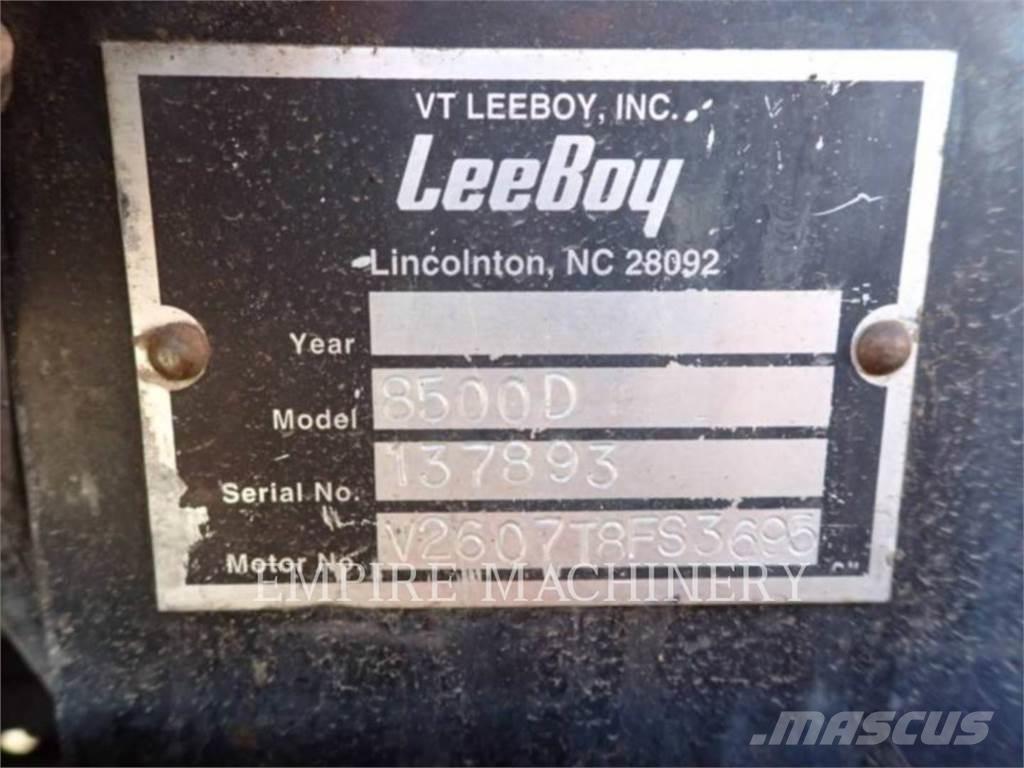 VT LEEBOY, INC.
LeeBoy
Lincolnton, NC 28092
Year
Model 8500D
Serial No. 137893
Motor No. V2607T8FS3695
EMPIRE MACHINERY
MASCUS